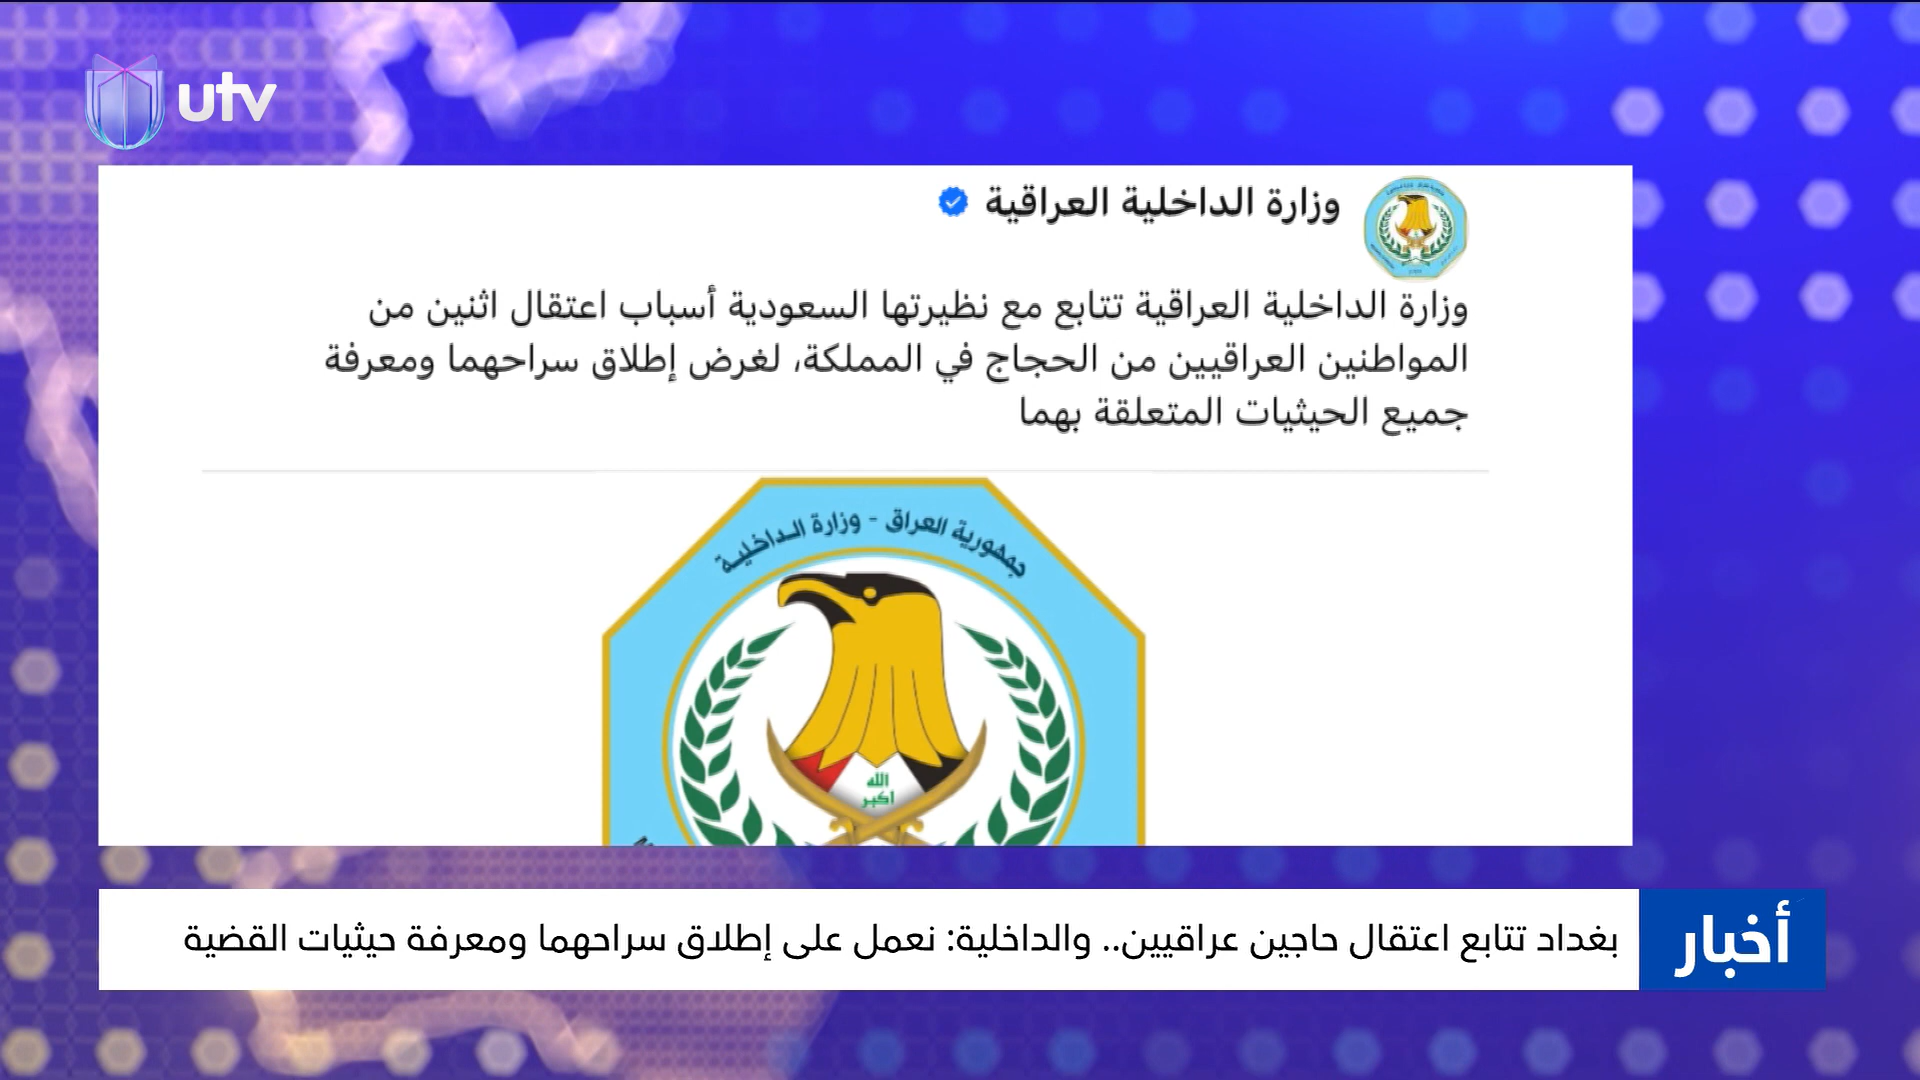 utv
وزارة الداخلية العراقية
وزارة الداخلية العراقية تتابع مع نظيرتها السعودية أسباب اعتقال اثنين من
المواطنين العراقيين من الحجاج في المملكة، لغرض إطلاق سراحهما ومعرفة
جميع الحيثيات المتعلقة بهما
جمهورية العراق - وزارة الداخلية
الله
اكبر
أخبار
بغداد تتابع اعتقال حاجين عراقيين.. والداخلية: نعمل على إطلاق سراحهما ومعرفة حيثيات القضية